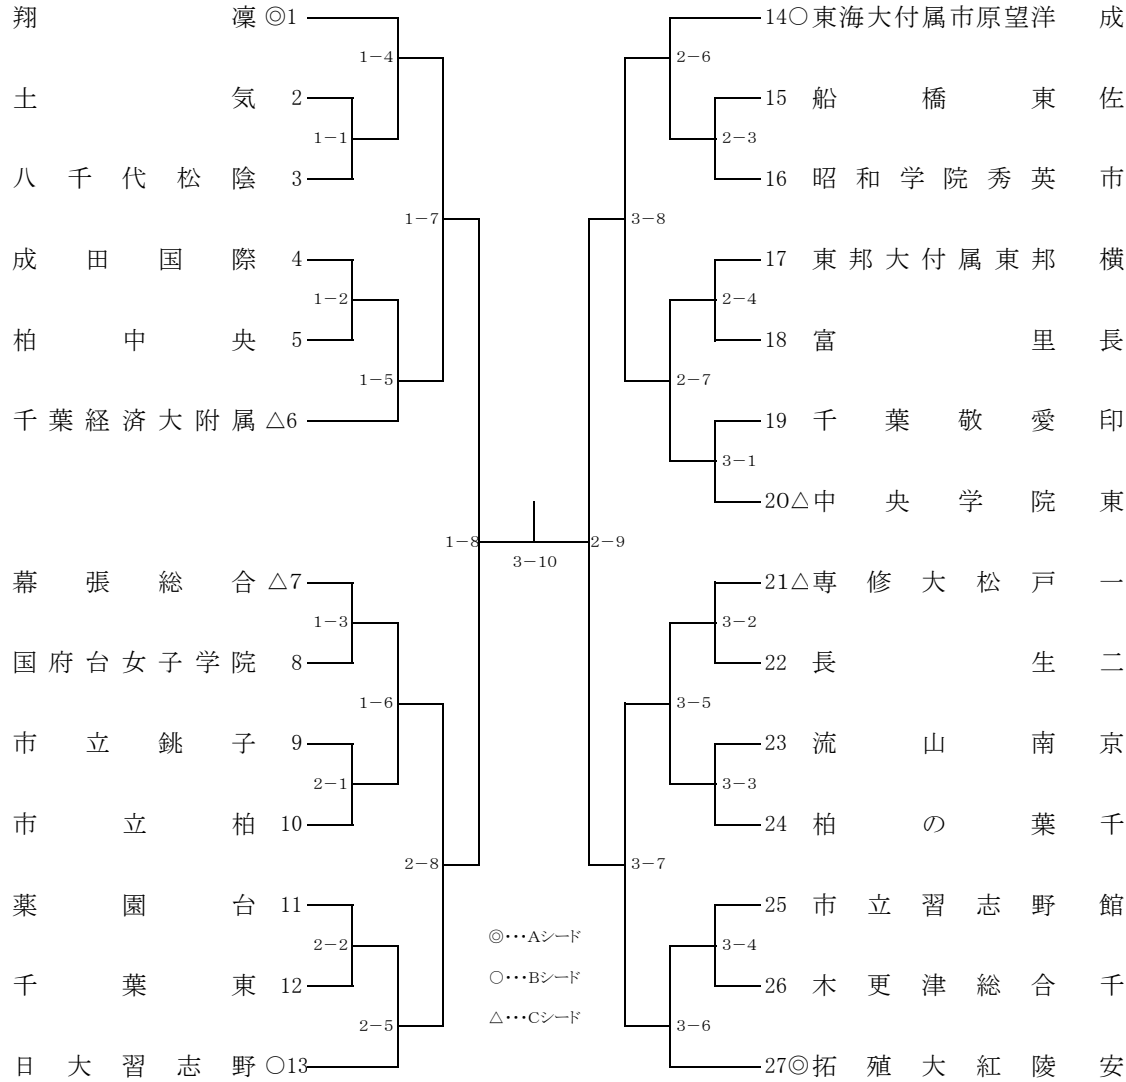 翔凜 ◎1
1−4
土気 2
1−1
八千代松陰 3
1−7
成田国際 4
1−2
柏中央 5
1−5
千葉経済大附属 △6
1−8
幕張総合 △7
1−3
国府台女子学院 8
1−6
市立銚子 9
2−1
市立柏 10
2−8
薬園台 11
2−2
千葉東 12
2−5
日大習志野 ○13
3−10
◎・・・Aシード
○・・・Bシード
△・・・Cシード
14○東海大付属市原望洋 成
2−6
15 船橋東 佐
2−3
16 昭和学院秀英 市
3−8
17 東邦大付属東邦 横
2−4
18 富里 長
2−7
19 千葉敬愛 印
3−1
20△中央学院 東
2−9
21△専修大松戸 一
3−2
22 長生 二
3−5
23 流山南 京
3−3
24 柏の葉 千
3−7
25 市立習志野 館
3−4
26 木更津総合 千
3−6
27◎拓殖大紅陵 安